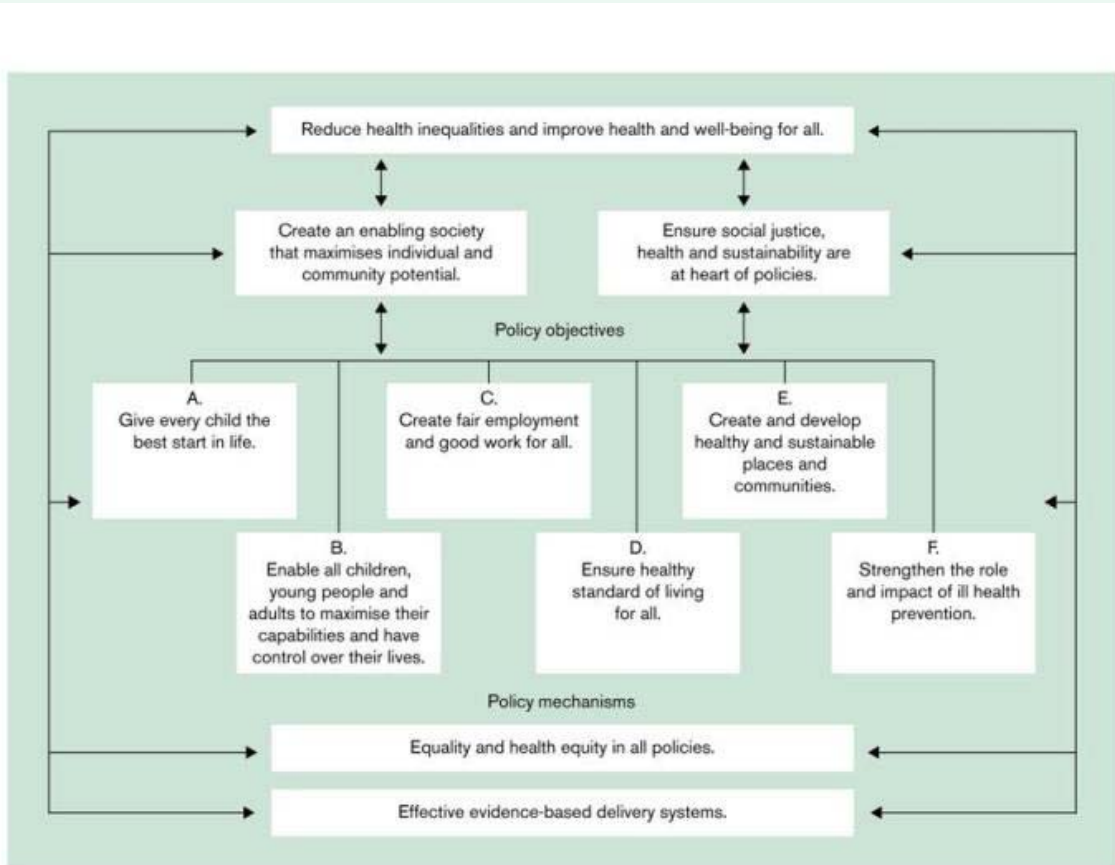 Reduce health inequalities and improve health and well-being for all.
Create an enabling society
that maximises individual and
community potential.
Ensure social justice,
health and sustainability are
at heart of policies.
Policy objectives
A.
Give every child the
best start in life.
C.
Create fair employment
and good work for all.
E.
Create and develop
healthy and sustainable
places and
communities.
B.
Enable all children,
young people and
adults to maximise their
capabilities and have
control over their lives.
D.
Ensure healthy
standard of living
for all.
F.
Strengthen the role
and impact of ill health
prevention.
Policy mechanisms
Equality and health equity in all policies.
Effective evidence-based delivery systems.